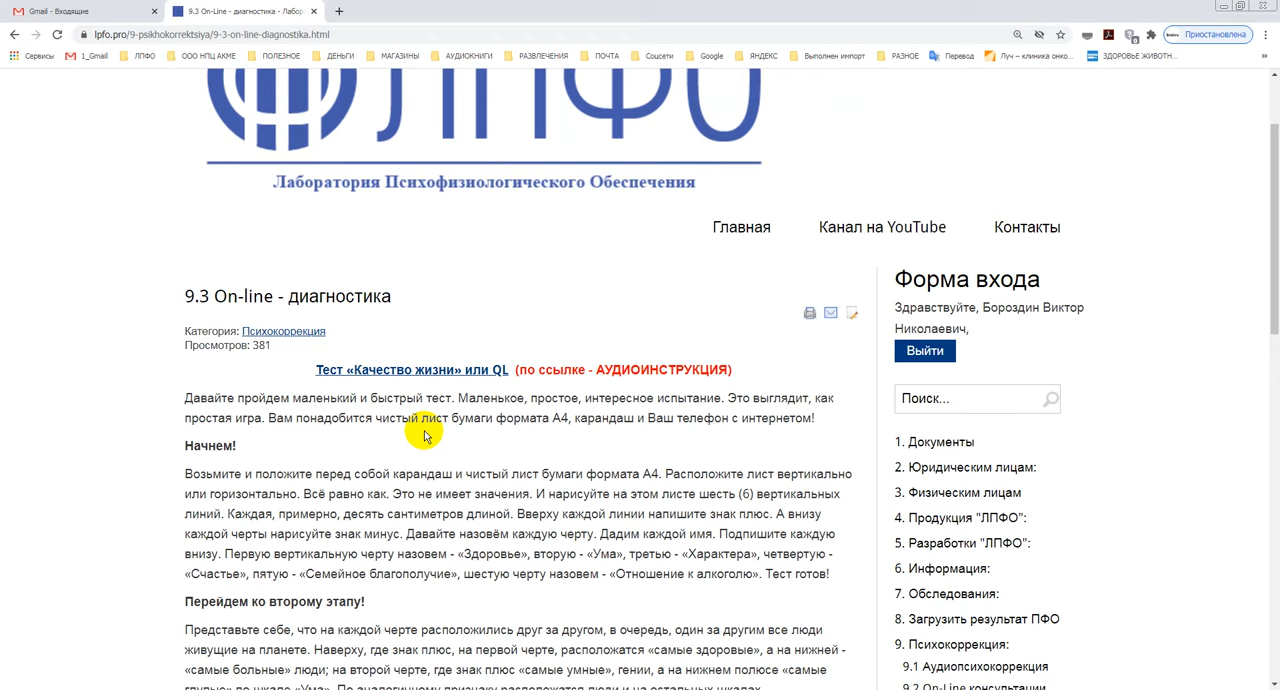 Gmail - Входящие
9.3 On-Line - диагностика - Лабор
lpfo.pro/9-psikhokorrektsiya/9-3-on-line-diagnostika.html
Приостановлена
Сервисы
1_Gmail
ЛПФО
ООО НПЦ АКМЕ
ПОЛЕЗНОЕ
ДЕНЬГИ
МАГАЗИНЫ
АУДИОКНИГИ
РАЗВЛЕЧЕНИЯ
ПОЧТА
Соцсети
Google
ЯНДЕКС
Выполнен импорт
РАЗНОЕ
Перевод
Луч – клиника онко...
ЗДОРОВЬЕ ЖИВОТН...
ЛПФО
Лаборатория Психофизиологического Обеспечения
Главная
Канал на YouTube
Контакты
9.3 On-line - диагностика
Категория: Психокоррекция
Просмотров: 381
Тест «Качество жизни» или QL (по ссылке - АУДИОИНСТРУКЦИЯ)
Давайте пройдем маленький и быстрый тест. Маленькое, простое, интересное испытание. Это выглядит, как
простая игра. Вам понадобится чистый лист бумаги формата А4, карандаш и Ваш телефон с интернетом!
Начнем!
Возьмите и положите перед собой карандаш и чистый лист бумаги формата А4. Расположите лист вертикально
или горизонтально. Всё равно как. Это не имеет значения. И нарисуйте на этом листе шесть (6) вертикальных
линий. Каждая, примерно, десять сантиметров длиной. Вверху каждой линии напишите знак плюс. А внизу
каждой черты нарисуйте знак минус. Давайте назовём каждую черту. Дадим каждой имя. Подпишите каждую
внизу. Первую вертикальную черту назовем - «Здоровье», вторую - «Ума», третью - «Характера», четвертую -
«Счастье», пятую - «Семейное благополучие», шестую черту назовем - «Отношение к алкоголю». Тест готов!
Перейдем ко второму этапу!
Представьте себе, что на каждой черте расположились друг за другом, в очередь, один за другим все люди
живущие на планете. Наверху, где знак плюс, на первой черте, расположатся «самые здоровые», а на нижней -
«самые больные» люди; на второй черте, где знак плюс «самые умные», гении, а на нижнем полюсе «самые
глупые» по шкале «Ума». По аналогичному признаку расположатся люди и на остальных шкалах.
Форма входа
Здравствуйте, Бороздин Виктор
Николаевич,
Выйти
Поиск...
1. Документы
2. Юридическим лицам:
3. Физическим лицам
4. Продукция "ЛПФО":
5. Разработки "ЛПФО":
6. Информация:
7. Обследования:
8. Загрузить результат ПФО
9. Психокоррекция:
9.1 Аудиопсихокоррекция
9.2 On-Line консультации